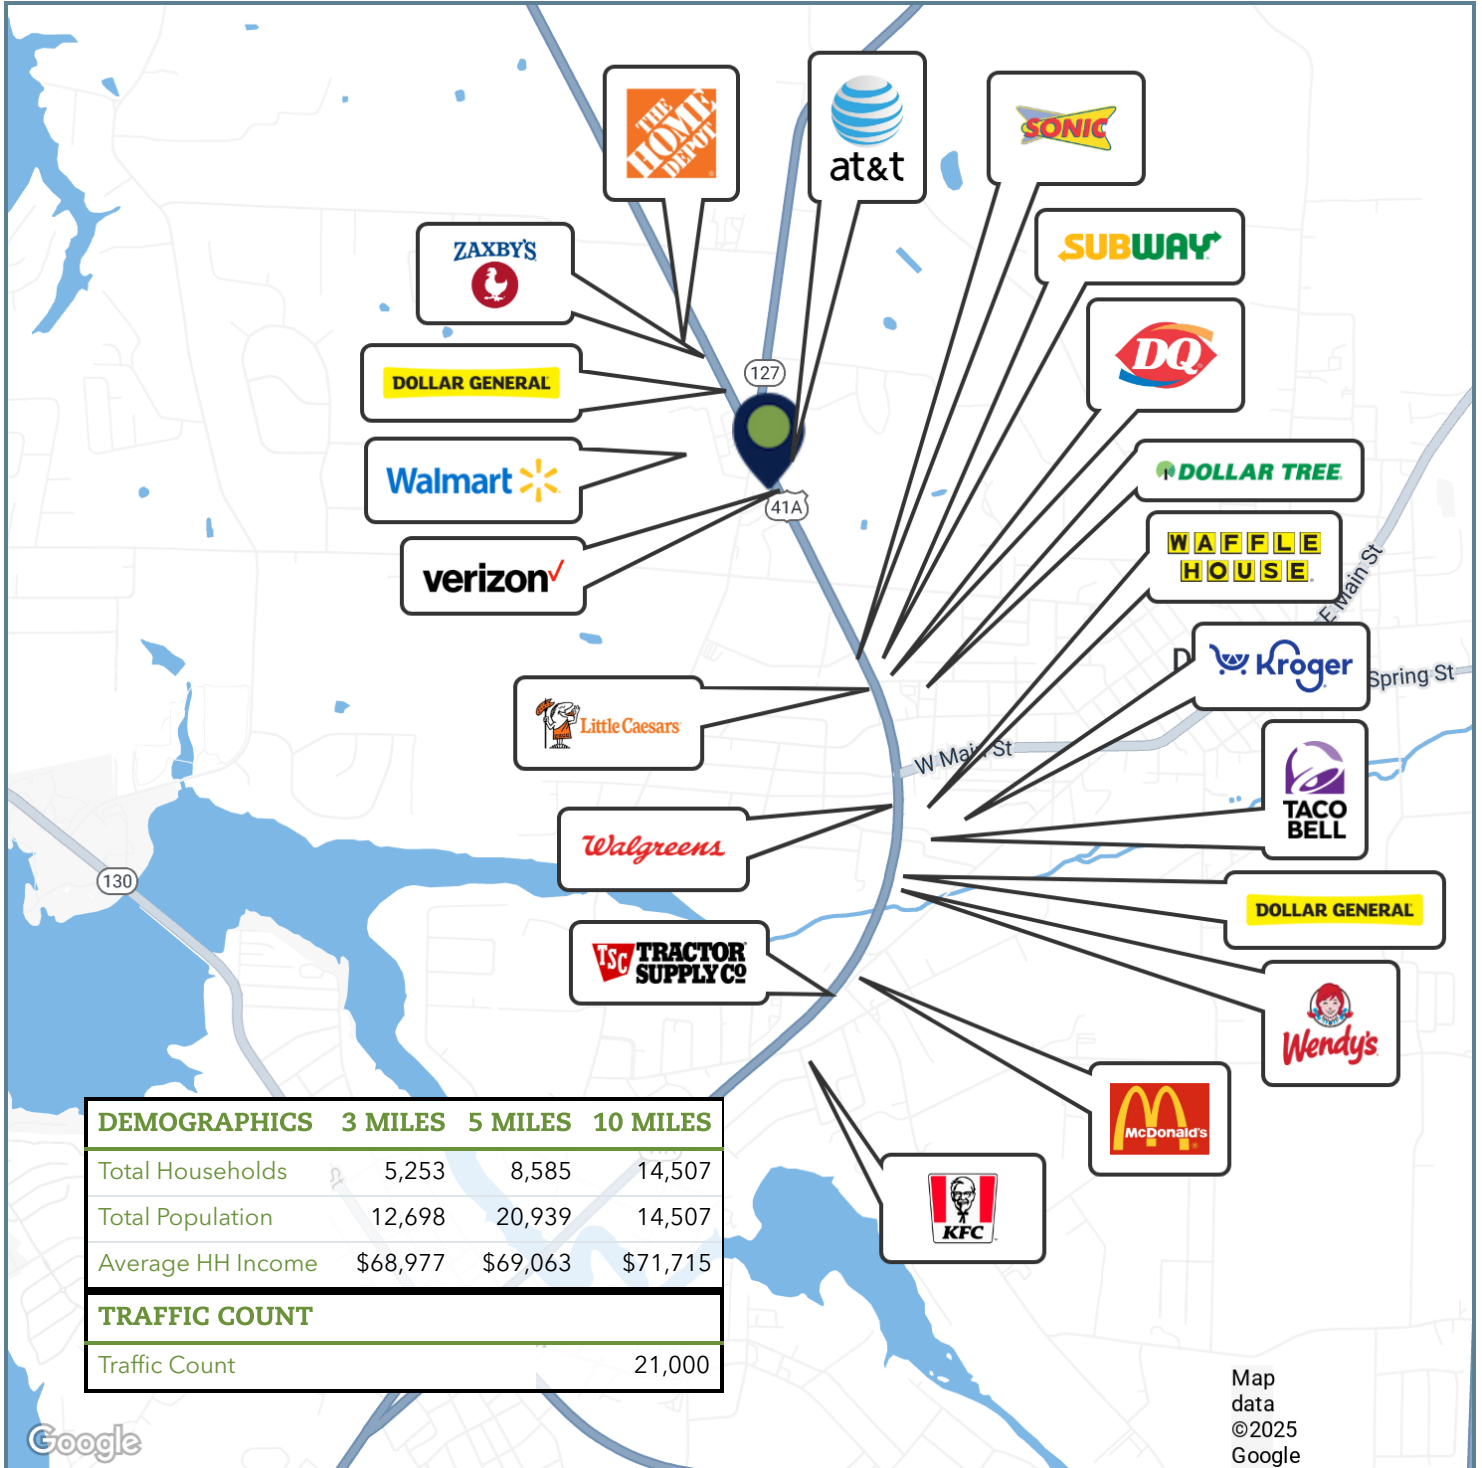 THE
HOME
DEPOT
at&t
SONIC
ZAXBY'S
SUBWAY
DOLLAR GENERAL
127
DQ
Walmart
DOLLAR TREE
41A
verizon
WAFFLE
HOUSE
E Main St
D
Kroger
Spring St
Little Caesars
W Main St
TACO
BELL
Walgreens
130
DOLLAR GENERAL
TSC TRACTOR
SUPPLY CO
Wendy's
McDonald's
KFC
DEMOGRAPHICS 3 MILES 5 MILES 10 MILES
Total Households 5,253 8,585 14,507
Total Population 12,698 20,939 14,507
Average HH Income $68,977 $69,063 $71,715
TRAFFIC COUNT
Traffic Count 21,000
Map
data
©2025
Google
Google